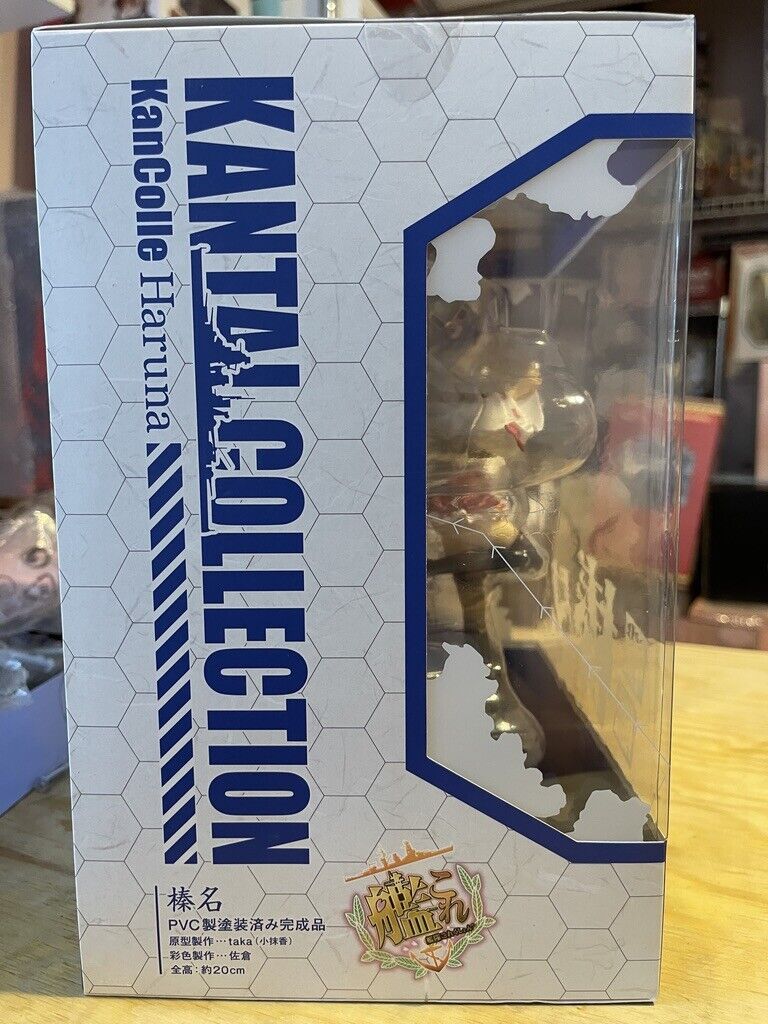 KANTAI COLLECTION
KanColle Haruna
榛名
PVC製塗装済み完成品
原型製作…taka（小抹香）
彩色製作…佐倉
全高：約20cm
艦これ